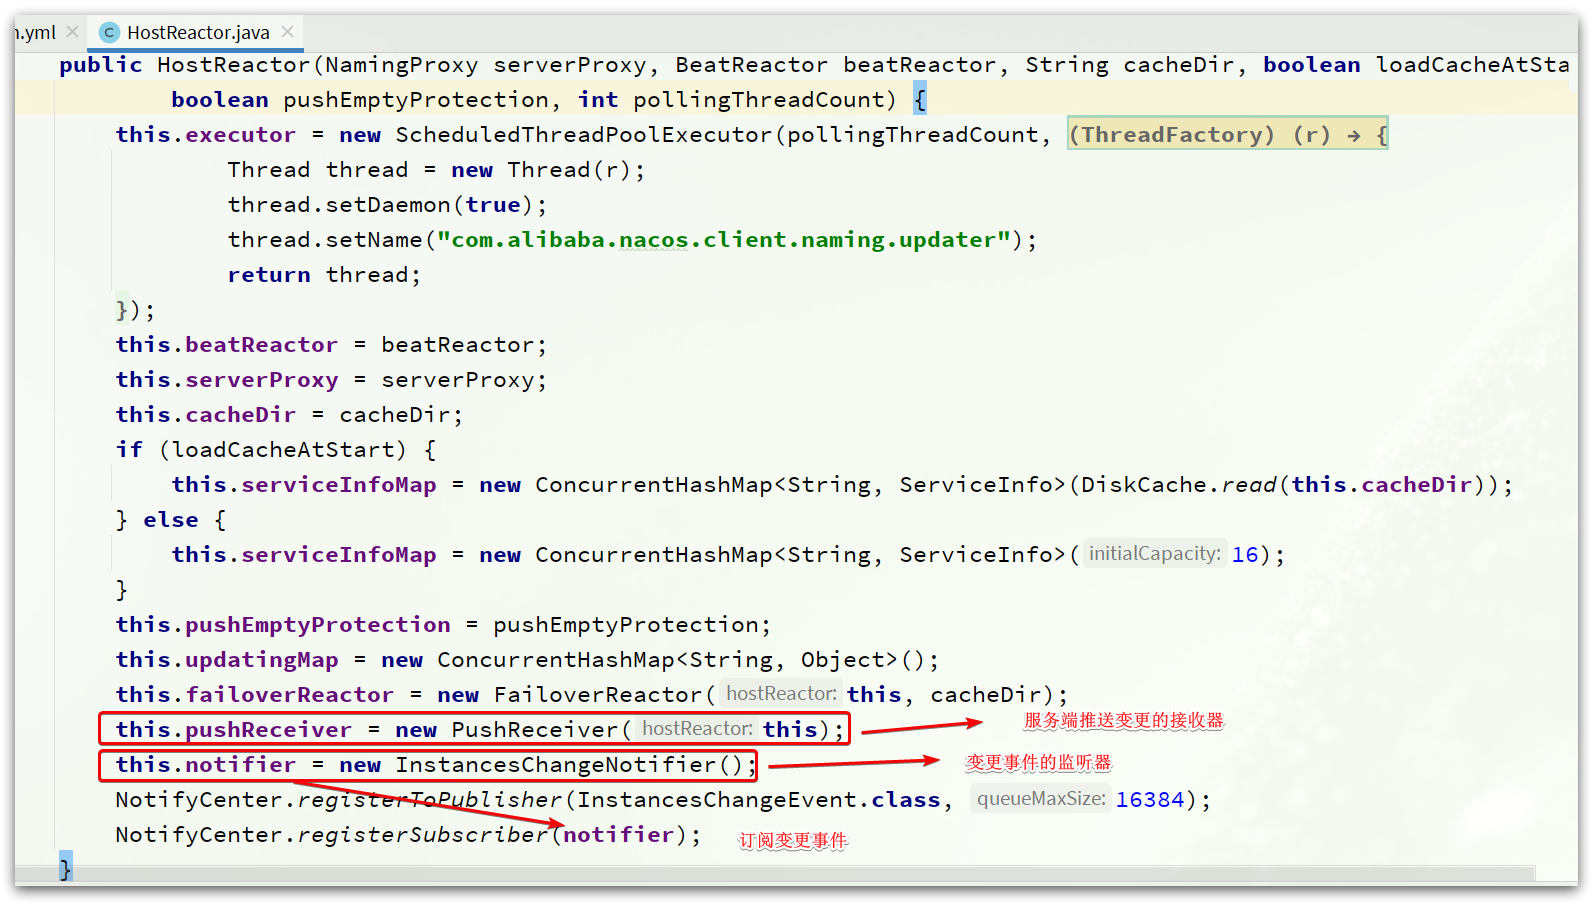 n.yml × C HostReactor.java ×
public HostReactor(NamingProxy serverProxy, BeatReactor beatReactor, String cacheDir, boolean loadCacheAtSta
boolean pushEmptyProtection, int pollingThreadCount) {
this.executor = new ScheduledThreadPoolExecutor(pollingThreadCount, (ThreadFactory) (r) → {
Thread thread = new Thread(r);
thread.setDaemon(true);
thread.setName("com.alibaba.nacos.client.naming.updater");
return thread;
});
this.beatReactor = beatReactor;
this.serverProxy = serverProxy;
this.cacheDir = cacheDir;
if (loadCacheAtStart) {
this.serviceInfoMap = new ConcurrentHashMap<String, ServiceInfo>(DiskCache.read(this.cacheDir));
} else {
this.serviceInfoMap = new ConcurrentHashMap<String, ServiceInfo>( initialCapacity: 16);
}
this.pushEmptyProtection = pushEmptyProtection;
this.updatingMap = new ConcurrentHashMap<String, Object>();
this.failoverReactor = new FailoverReactor( hostReactor: this, cacheDir);
this.pushReceiver = new PushReceiver( hostReactor: this); 服务端推送变更的接收器
this.notifier = new InstancesChangeNotifier(); 变更事件的监听器
NotifyCenter.registerToPublisher(InstancesChangeEvent.class, queueMaxSize: 16384);
NotifyCenter.registerSubscriber(notifier); 订阅变更事件
}